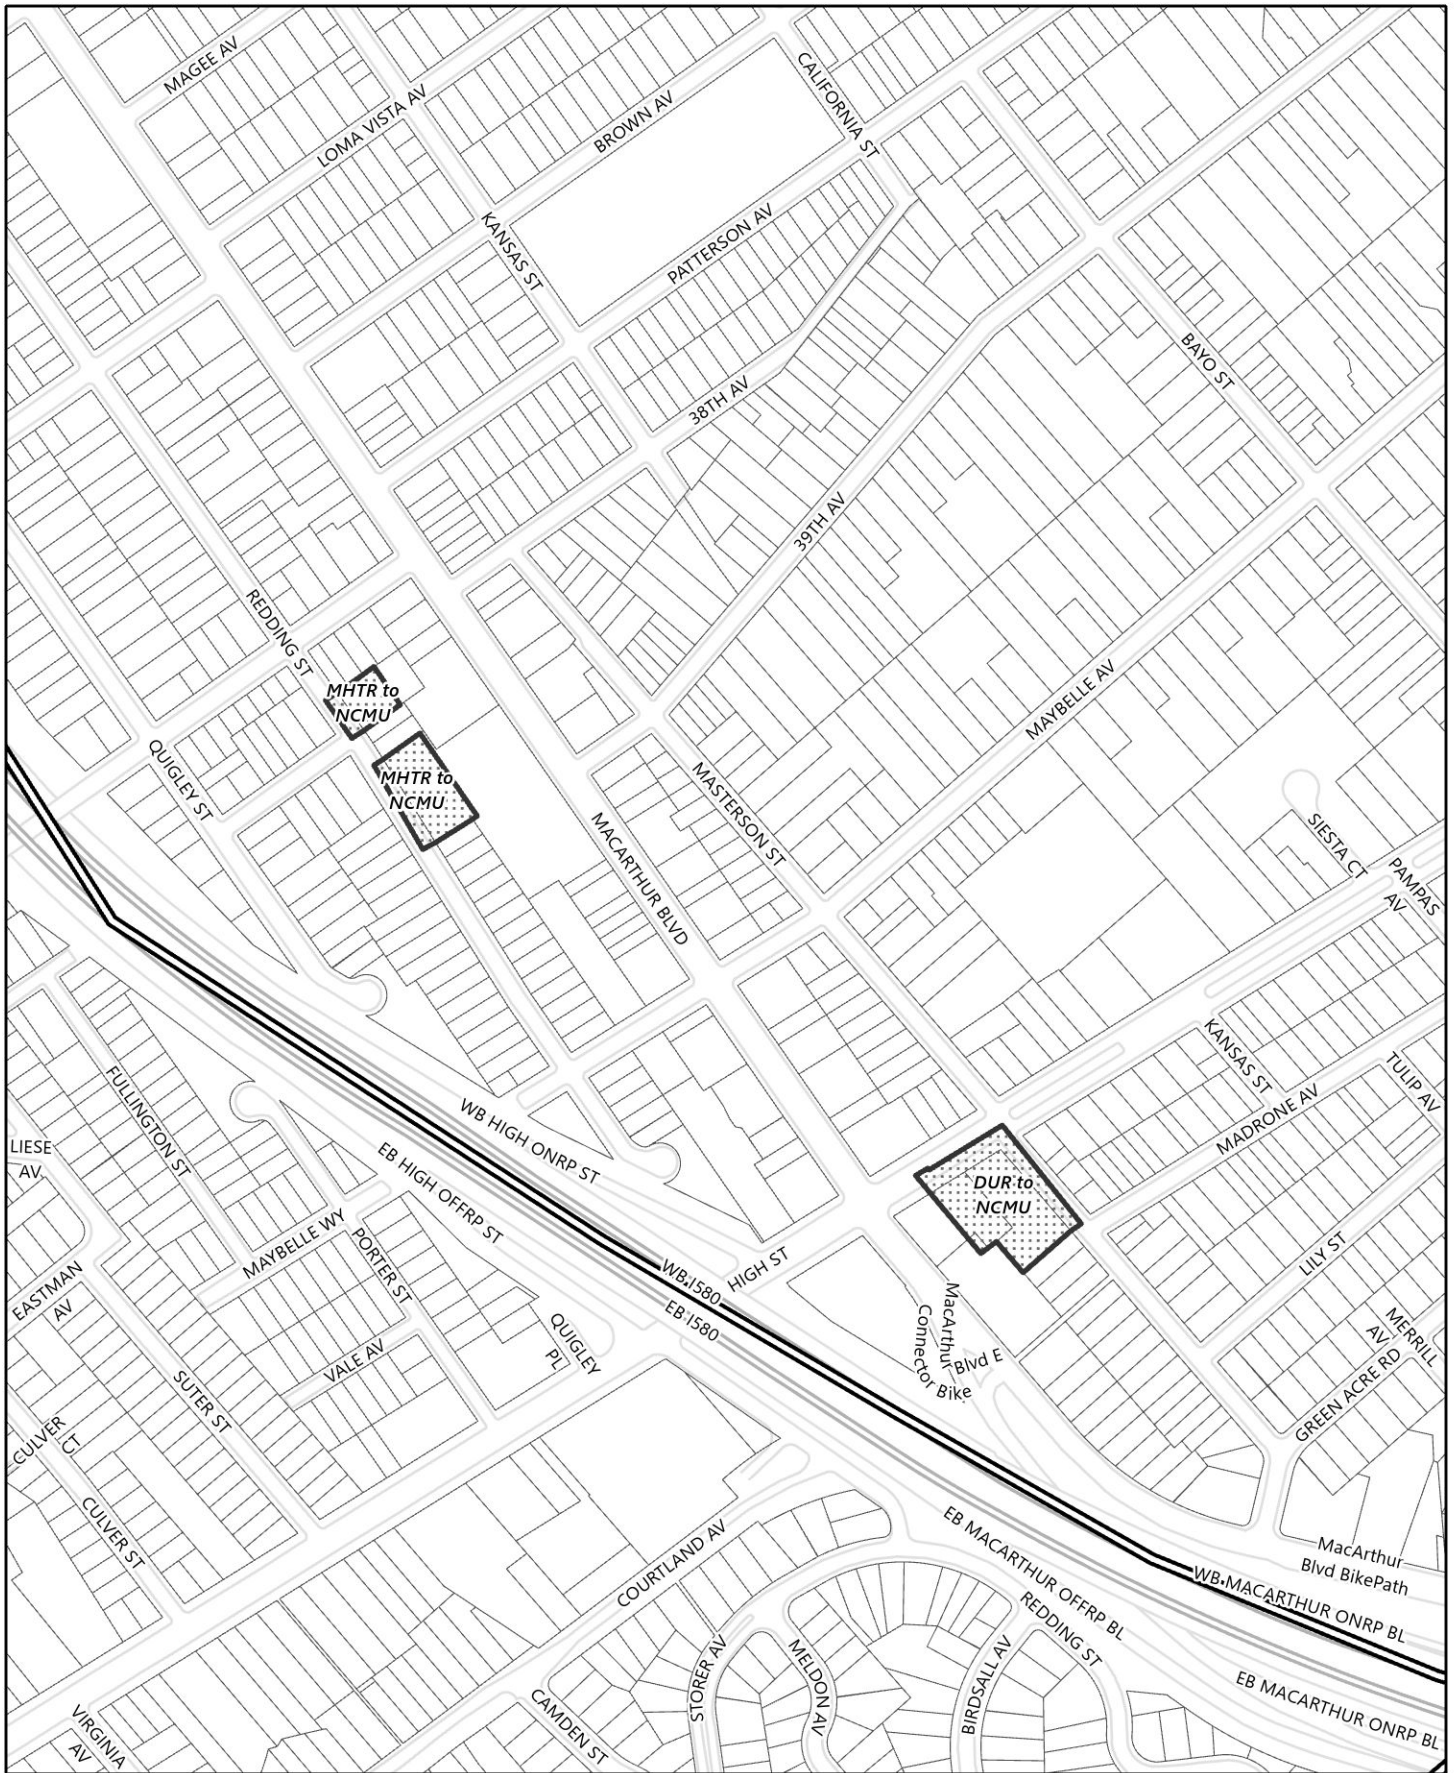 MAGEE AV
LOMA VISTA AV
BROWN AV
CALIFORNIA ST
KANSAS ST
PATTERSON AV
38TH AV
BAYO ST
39TH AV
REDDING ST
MHTR to
NCMU
MHTR to
NCMU
QUIGLEY ST
MAYBELLE AV
MASTERSON ST
MACARTHUR BLVD
SIESTA CT
PAMPAS
AV
KANSAS ST
TULIP AV
MADRONE AV
FULLINGTON ST
LIESE
AV
WB HIGH ONRP ST
EB HIGH OFFRP ST
DUR to
NCMU
MAYBELLE WY
PORTER ST
EASTMAN
AV
WB I580
EB I580
HIGH ST
LILY ST
MacArthur
Blvd E
Connector Bike
MERRILL
AV
GREEN ACRE RD
QUIGLEY
PL
VALE AV
SUTER ST
CULVER
CT
CULVER ST
COURTLAND AV
EB MACARTHUR OFFRP BL
MacArthur
Blvd BikePath
WB MACARTHUR ONRP BL
REDDING ST
STORER AV
MELDON AV
BIRDSALL AV
EB MACARTHUR ONRP BL
CAMDEN ST
VIRGINIA
AV